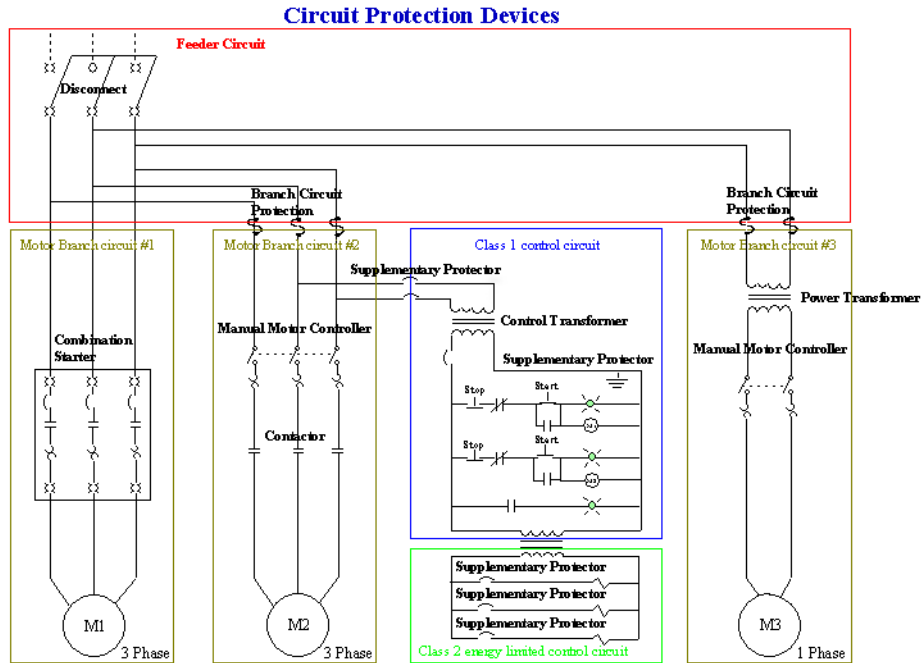 Circuit Protection Devices
Feeder Circuit
Disconnect
Branch Circuit
Protection
Branch Circuit
Protection
Motor Branch circuit #1
Motor Branch circuit #2
Class 1 control circuit
Motor Branch circuit #3
Supplementary Protector
Power Transformer
Control Transformer
Manual Motor Controller
Combination
Starter
Supplementary Protector
Manual Motor Controller
Stop
Start
Contactor
Stop
Start
Supplementary Protector
Supplementary Protector
Supplementary Protector
M1
M2
M3
3 Phase
3 Phase
Class 2 energy limited control circuit
1 Phase